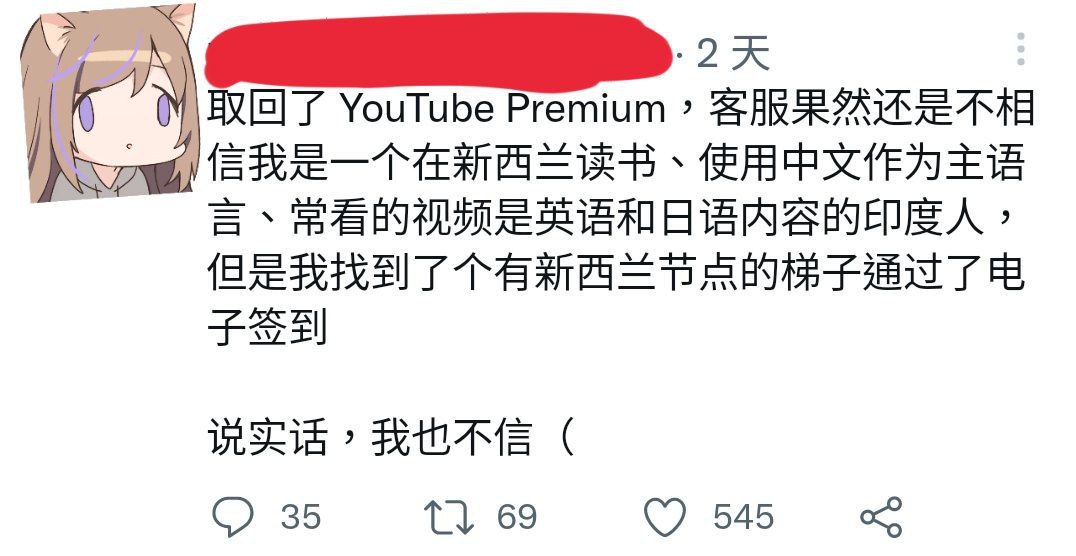 · 2 天
取回了 YouTube Premium，客服果然还是不相
信我是一个在新西兰读书、使用中文作为主语
言、常看的视频是英语和日语内容的印度人，
但是我找到了个有新西兰节点的梯子通过了电
子签到
说实话，我也不信（
35 69 545